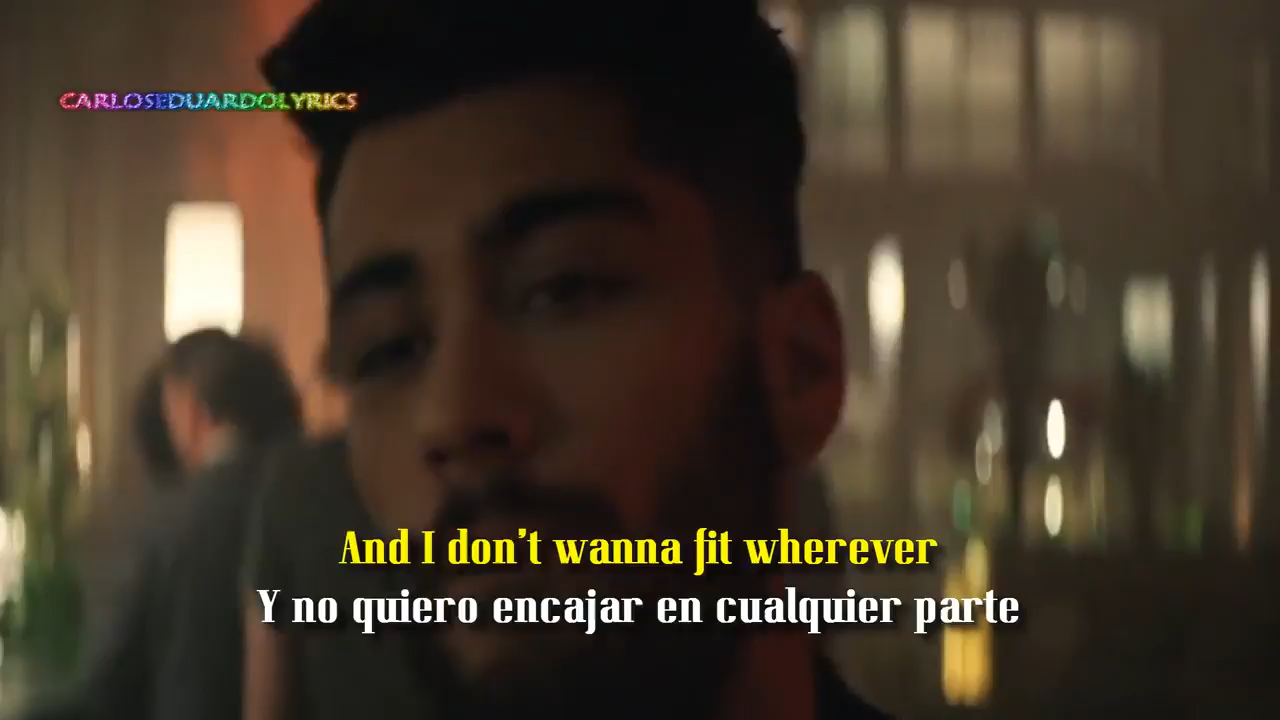 CARLOSEDUARDOLYRICS
And I don't wanna fit wherever
Y no quiero encajar en cualquier parte